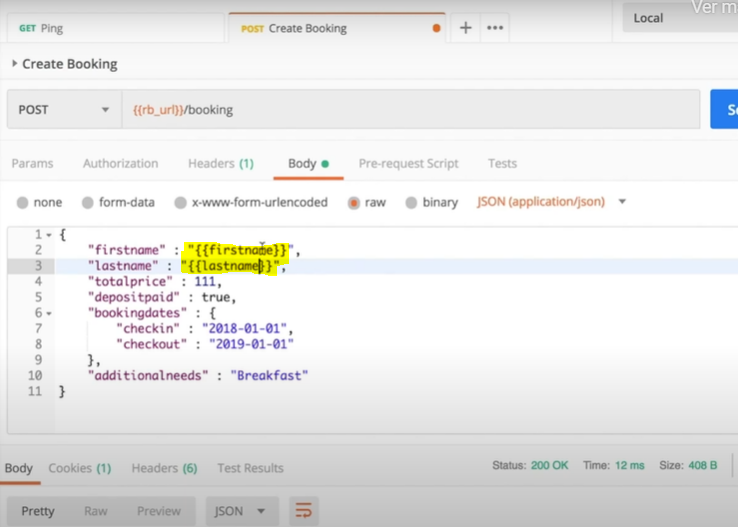 GET Ping
POST Create Booking
+
•••
Local
Ver m
Create Booking
POST
{{rb_url}}/booking
S
Params
Authorization
Headers (1)
Body
Pre-request Script
Tests
none
form-data
x-www-form-urlencoded
raw
binary
JSON (application/json)
1 {
2 "firstname" : "{{firstname}}",
3 "lastname" : "{{lastname}}",
4 "totalprice" : 111,
5 "depositpaid" : true,
6 "bookingdates" : {
7 "checkin" : "2018-01-01",
8 "checkout" : "2019-01-01"
9 },
10 "additionalneeds" : "Breakfast"
11 }
Body
Cookies (1)
Headers (6)
Test Results
Status: 200 OK
Time: 12 ms
Size: 408 B
Pretty
Raw
Preview
JSON